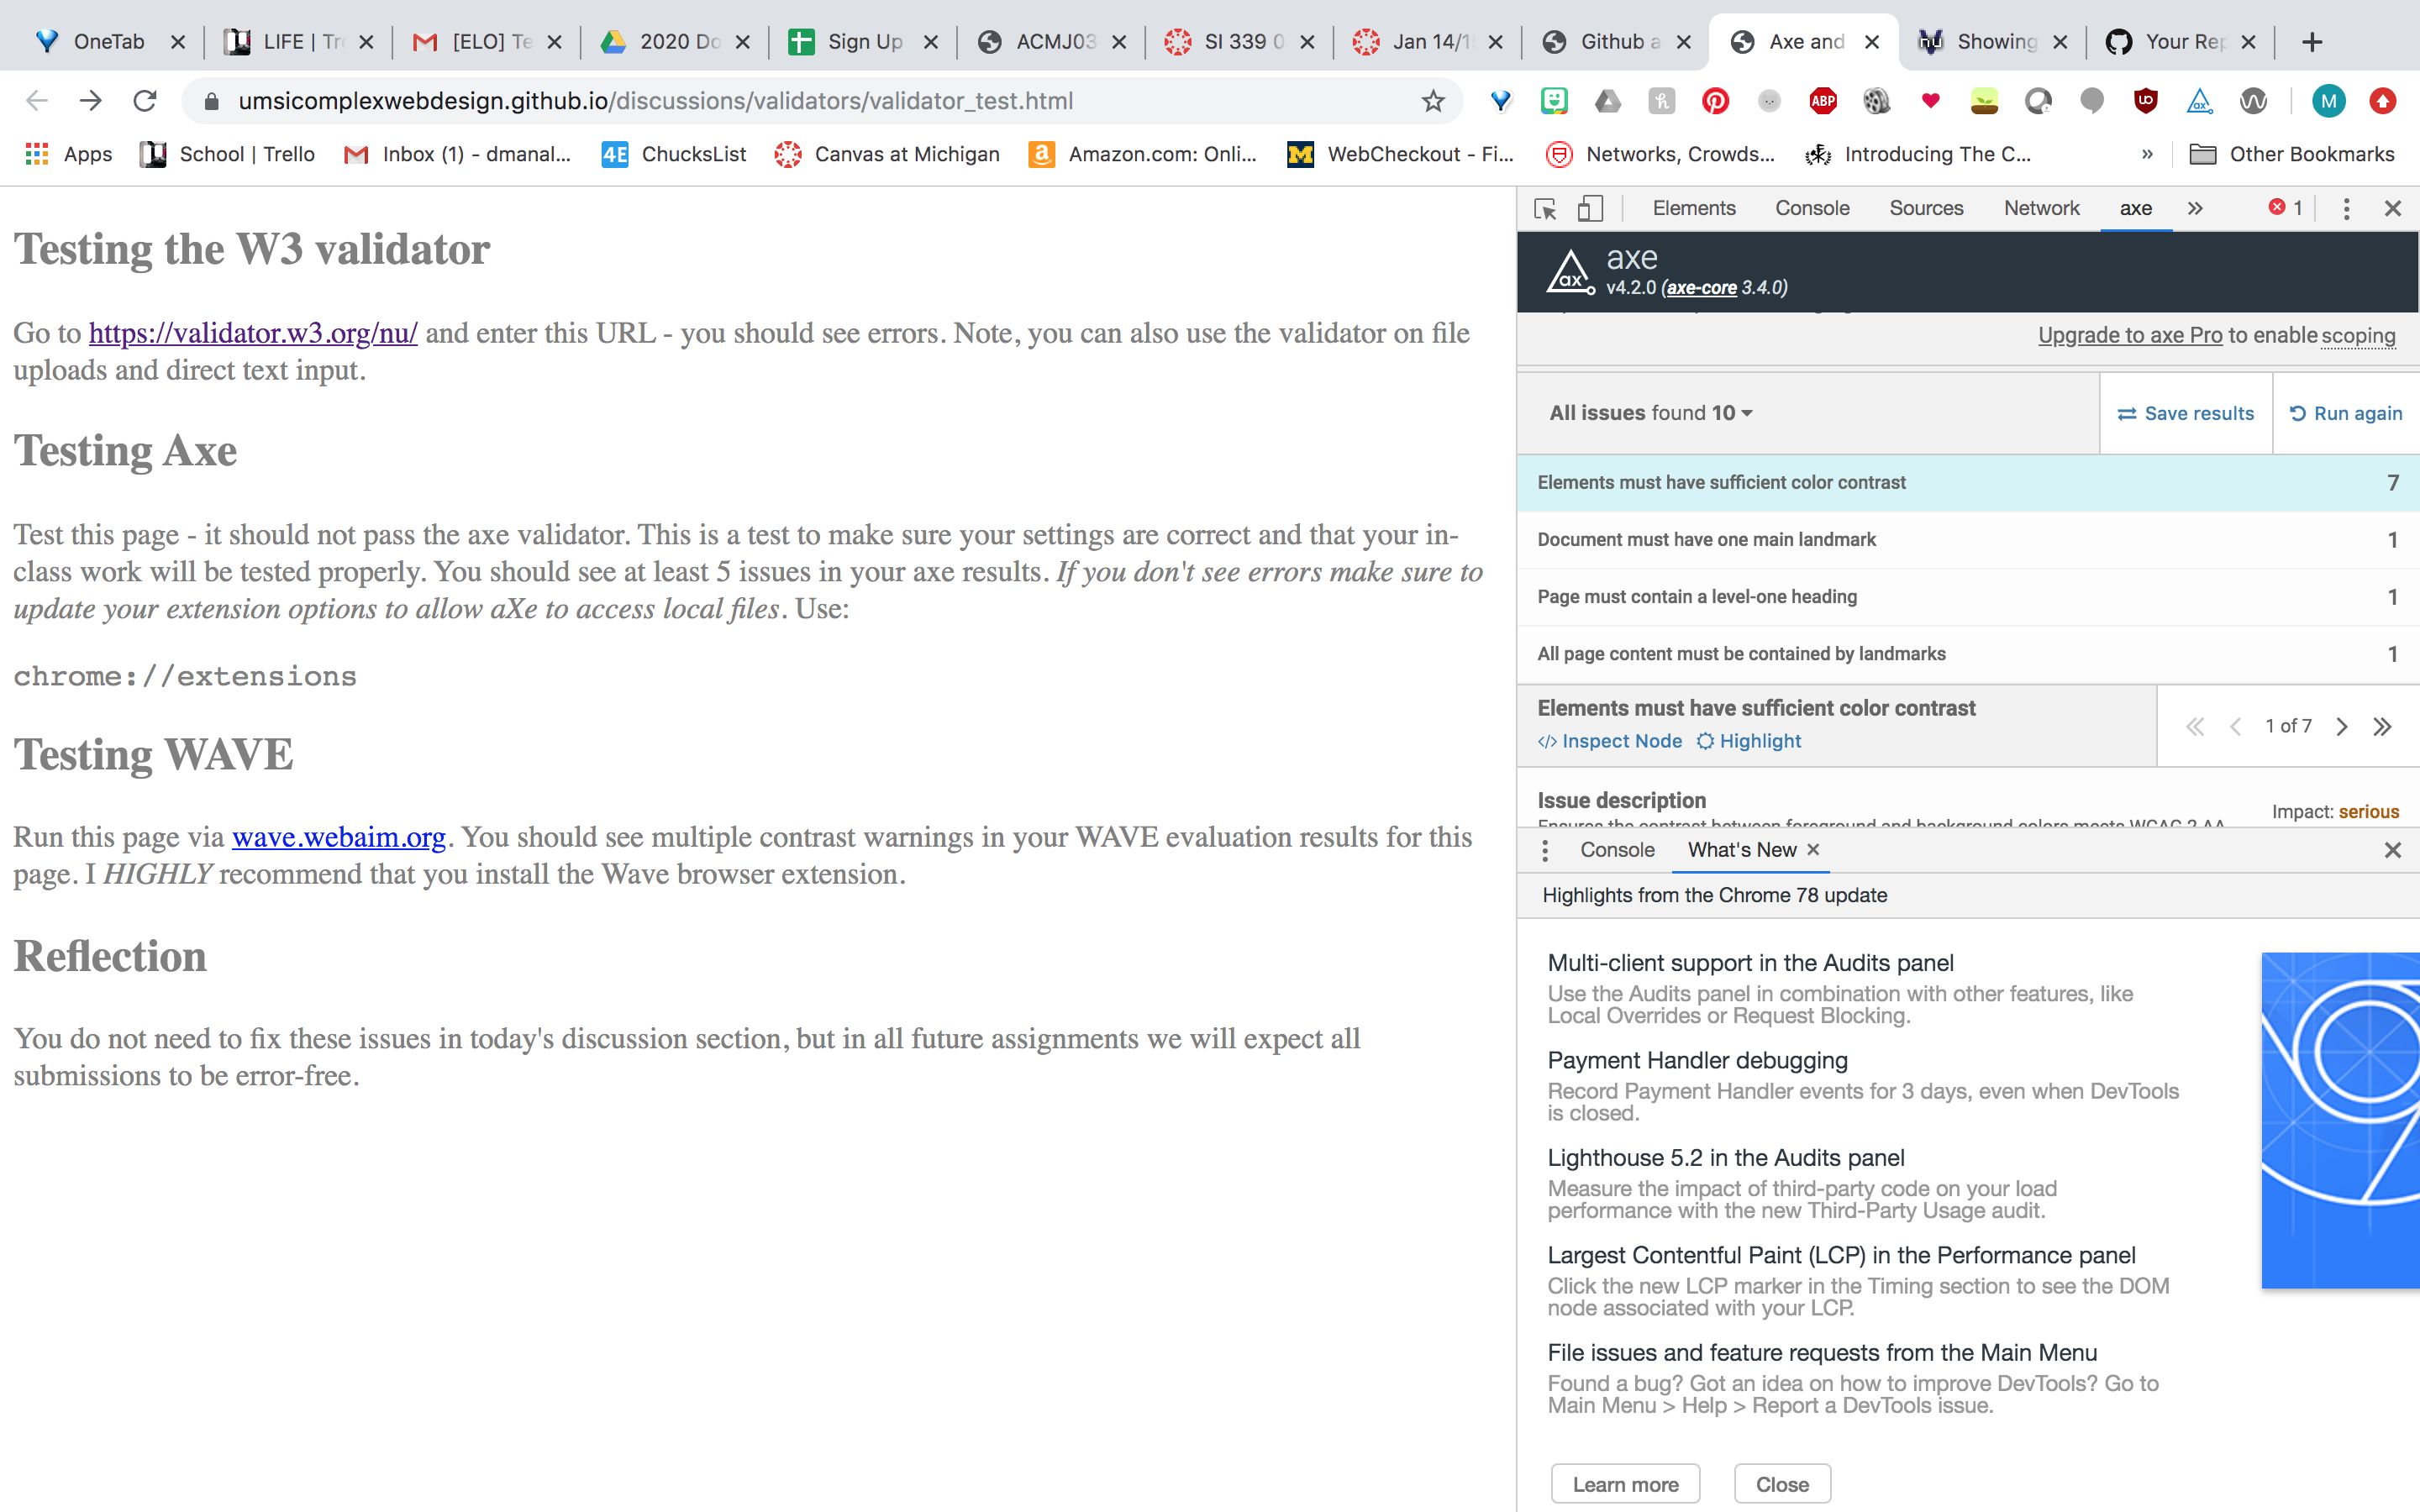 OneTab
LIFE | Tr
[ELO] Te
2020 Do
Sign Up
ACMJ03
SI 339 0
Jan 14/1
Github a
Axe and
Showing
Your Rep
umsicomplexwebdesign.github.io/discussions/validators/validator_test.html
ABP
M
Apps
School | Trello
Inbox (1) - dmanal...
4E
ChucksList
Canvas at Michigan
Amazon.com: Onli...
WebCheckout - Fi...
Networks, Crowds...
Introducing The C...
»
Other Bookmarks
Testing the W3 validator
Go to https://validator.w3.org/nu/ and enter this URL - you should see errors. Note, you can also use the validator on file
uploads and direct text input.
Testing Axe
Test this page - it should not pass the axe validator. This is a test to make sure your settings are correct and that your in-
class work will be tested properly. You should see at least 5 issues in your axe results. If you don't see errors make sure to
update your extension options to allow aXe to access local files. Use:
chrome://extensions
Testing WAVE
Run this page via wave.webaim.org. You should see multiple contrast warnings in your WAVE evaluation results for this
page. I HIGHLY recommend that you install the Wave browser extension.
Reflection
You do not need to fix these issues in today's discussion section, but in all future assignments we will expect all
submissions to be error-free.
Elements
Console
Sources
Network
axe
»
1
axe
v4.2.0 (axe-core 3.4.0)
Upgrade to axe Pro to enable scoping
All issues found 10
Save results
Run again
Elements must have sufficient color contrast 7
Document must have one main landmark 1
Page must contain a level-one heading 1
All page content must be contained by landmarks 1
Elements must have sufficient color contrast
</> Inspect Node
Highlight
1 of 7
Issue description
Ensures the contrast between foreground and background colors meets WCAG 2 AA
Impact: serious
Console
What's New
Highlights from the Chrome 78 update
Multi-client support in the Audits panel
Use the Audits panel in combination with other features, like
Local Overrides or Request Blocking.
Payment Handler debugging
Record Payment Handler events for 3 days, even when DevTools
is closed.
Lighthouse 5.2 in the Audits panel
Measure the impact of third-party code on your load
performance with the new Third-Party Usage audit.
Largest Contentful Paint (LCP) in the Performance panel
Click the new LCP marker in the Timing section to see the DOM
node associated with your LCP.
File issues and feature requests from the Main Menu
Found a bug? Got an idea on how to improve DevTools? Go to
Main Menu > Help > Report a DevTools issue.
Learn more
Close